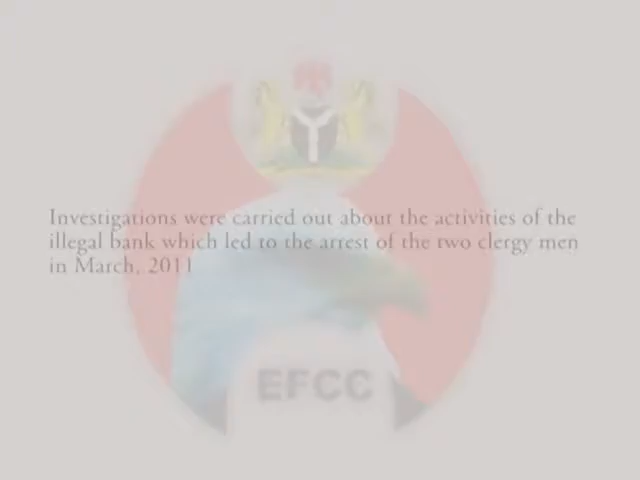 Investigations were carried out about the activities of the
illegal bank which led to the arrest of the two clergy men
in March, 2011
EFCC